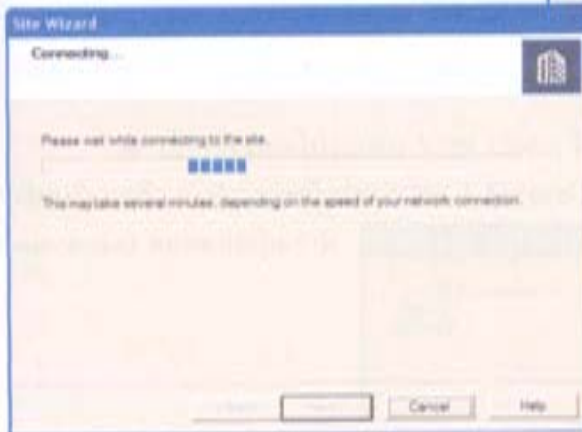 Site Wizard
Connecting...
Please wait while connecting to the site.
This may take several minutes, depending on the speed of your network connection.
Cancel
Help